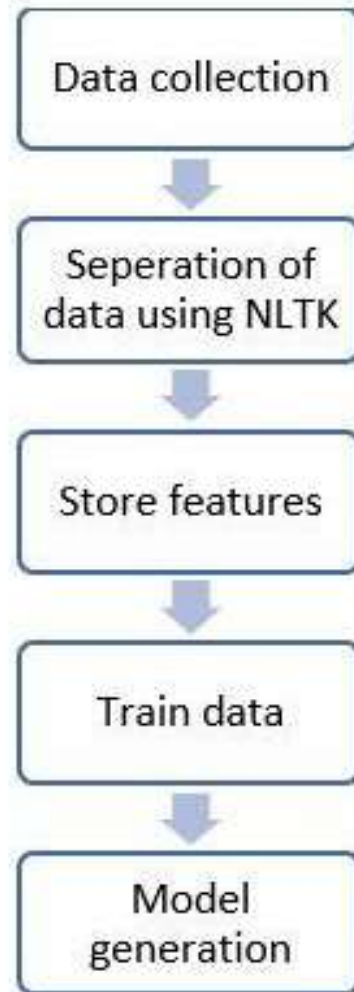 Data collection
Seperation of
data using NLTK
Store features
Train data
Model
generation